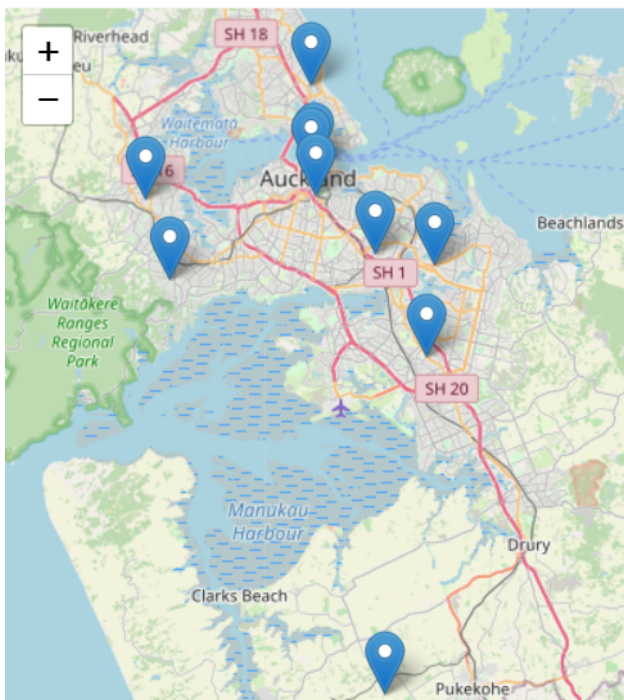 +
−
Riverhead
SH 18
Waitematā
Harbour
Auckland
Beachlands
SH 1
Waitākere
Ranges
Regional
Park
SH 20
Manukau
Harbour
Drury
Clarks Beach
Pukekohe